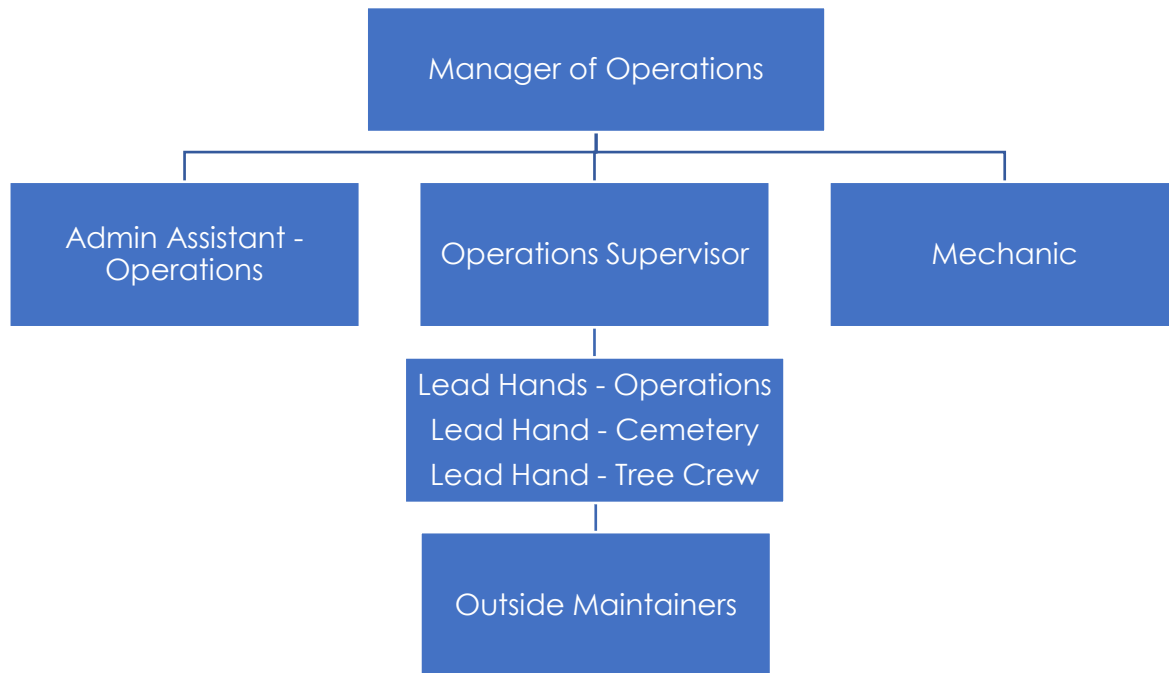 Manager of Operations
Admin Assistant -
Operations
Operations Supervisor
Mechanic
Lead Hands - Operations
Lead Hand - Cemetery
Lead Hand - Tree Crew
Outside Maintainers